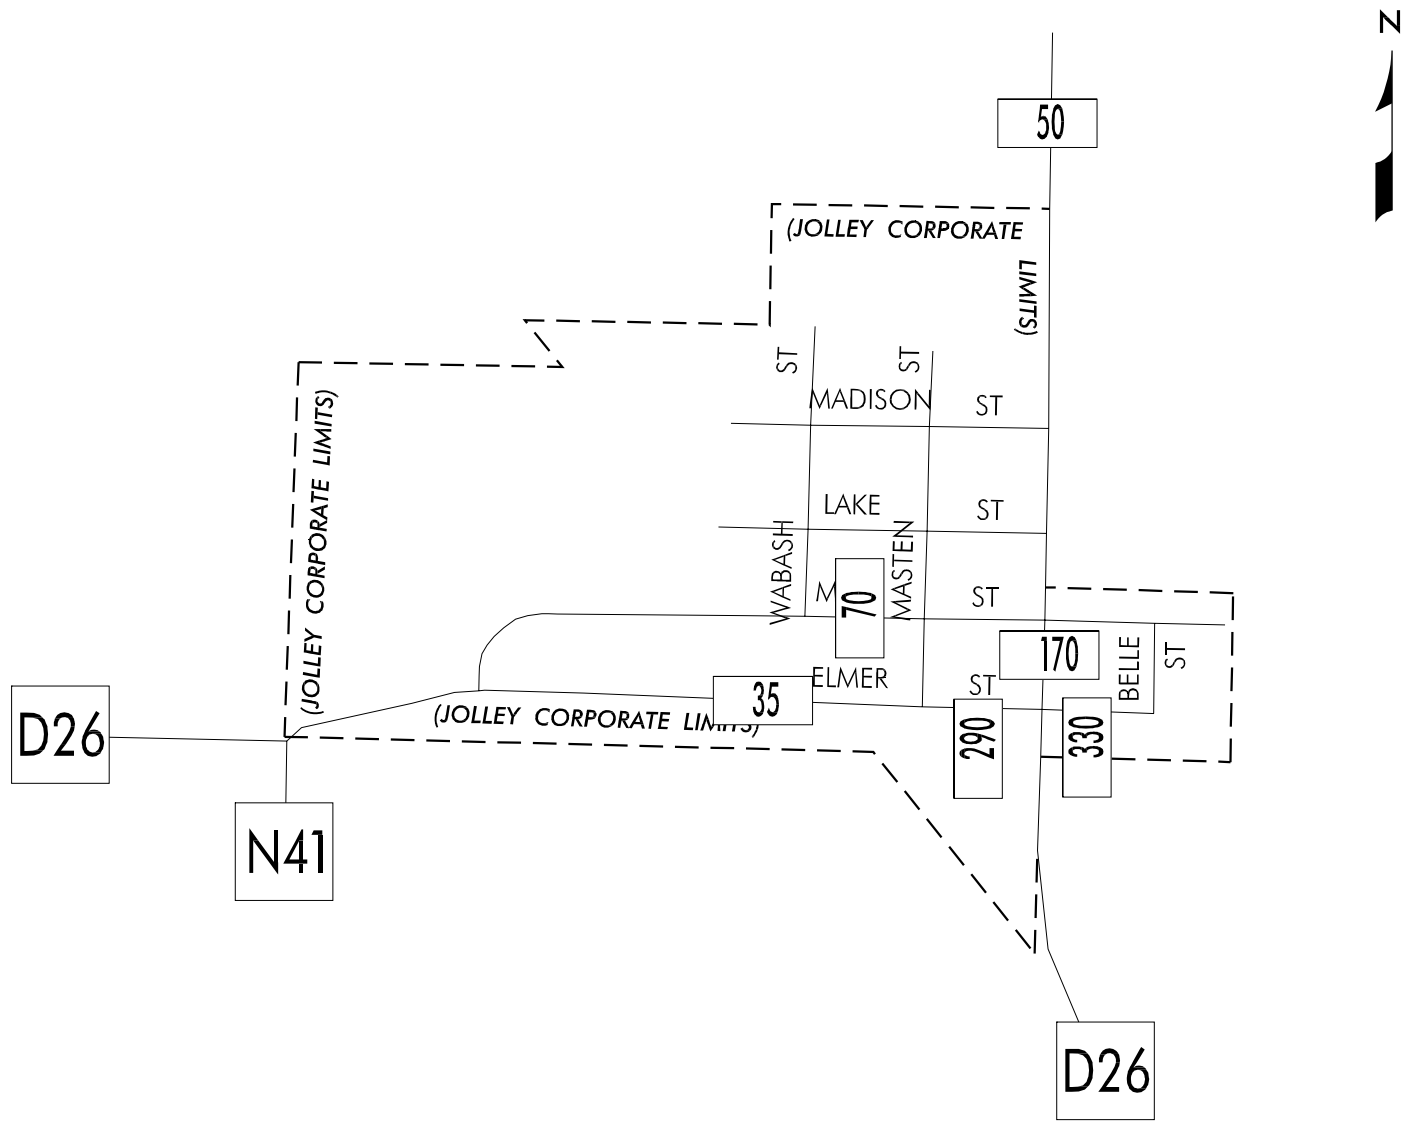 N
50
(JOLLEY CORPORATE
LIMITS)
ST
ST
MADISON ST
(JOLLEY CORPORATE LIMITS)
LAKE ST
WABASH
MASTEN
70
ST
170
BELLE
ST
ELMER ST
35
(JOLLEY CORPORATE LIMITS)
290
330
D26
N41
D26